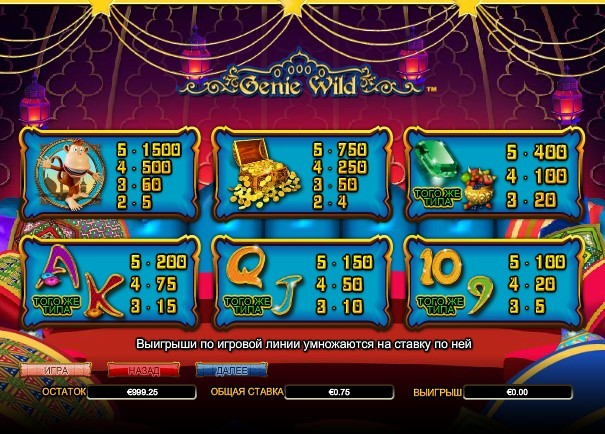 Genie Wild™
5 - 1500
4 - 500
3 - 60
2 - 5
5 - 750
4 - 250
3 - 50
2 - 4
ТОГО ЖЕ
ТИПА
5 - 400
4 - 100
3 - 20
A K
ТОГО ЖЕ
ТИПА
5 - 200
4 - 75
3 - 15
Q J
ТОГО ЖЕ
ТИПА
5 - 150
4 - 50
3 - 10
10 9
ТОГО ЖЕ
ТИПА
5 - 100
4 - 20
3 - 5
Выигрыши по игровой линии умножаются на ставку по ней
ИГРА НАЗАД ДАЛЕЕ
ОСТАТОК €999.25 ОБЩАЯ СТАВКА €0.75 ВЫИГРЫШ €0.00